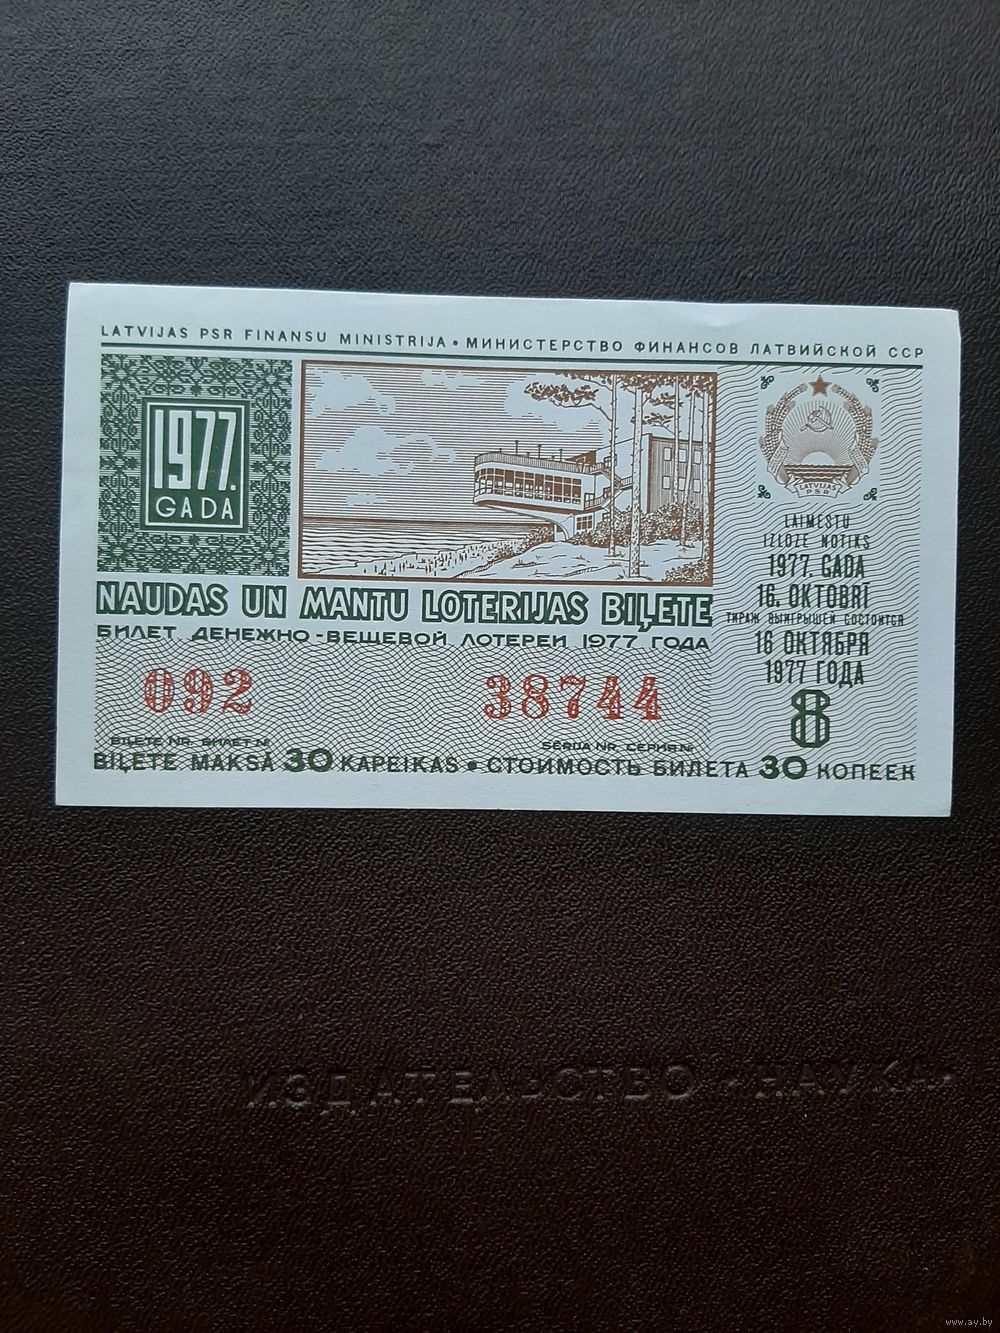 LATVIJAS PSR FINANSU MINISTRIJA • МИНИСТЕРСТВО ФИНАНСОВ ЛАТВИЙСКОЙ ССР
1977.
GADA
LATVIJAS
PSR
LAIMESTU
IZLOZE NOTIKS
1977. GADA
16. OKTOBRĪ
ТИРАЖ ВЫИГРЫШЕЙ СОСТОИТСЯ
16 ОКТЯБРЯ
1977 ГОДА
8
NAUDAS UN MANTU LOTERIJAS BIĻETE
БИЛЕТ ДЕНЕЖНО-ВЕЩЕВОЙ ЛОТЕРЕИ 1977 ГОДА
092 38744
BIĻETE NR. БИЛЕТ № SĒRIJA NR. СЕРИЯ №
BIĻETE MAKSĀ 30 KAPEIKAS • СТОИМОСТЬ БИЛЕТА 30 КОПЕЕК
ИЗДАТЕЛЬСТВО «НАУКА»
www.ay.by